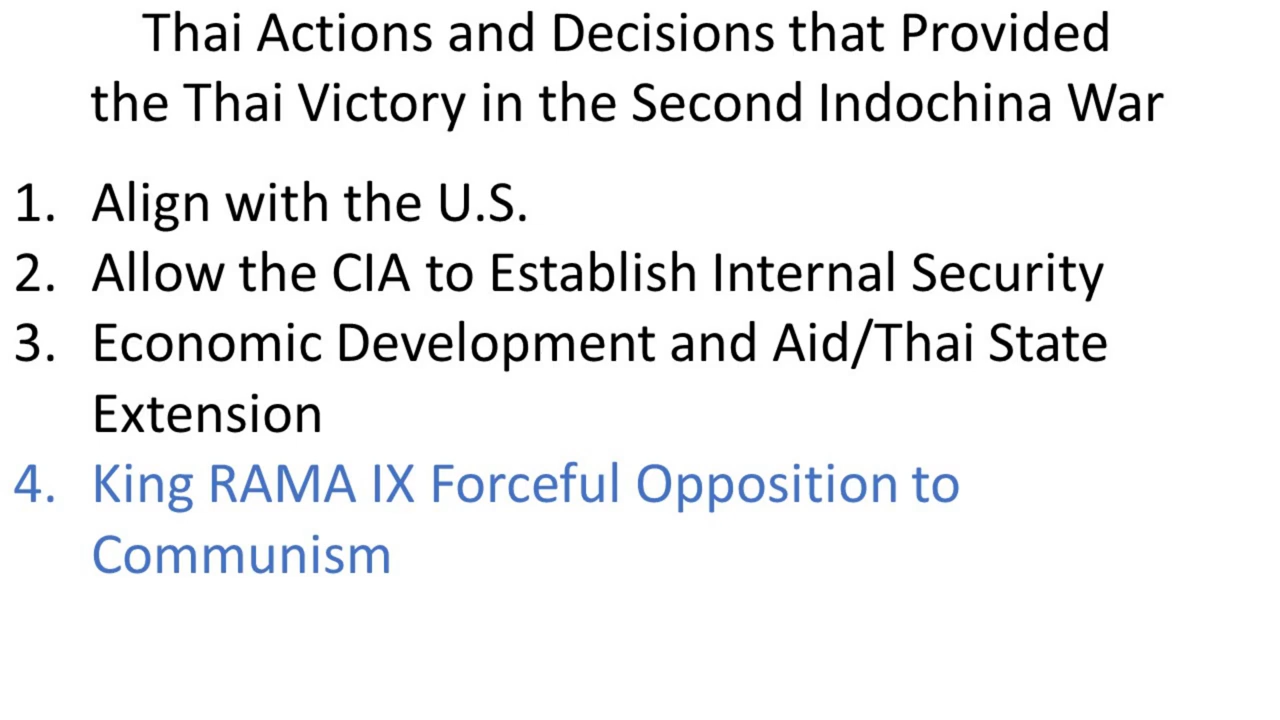 Thai Actions and Decisions that Provided
the Thai Victory in the Second Indochina War
1. Align with the U.S.
2. Allow the CIA to Establish Internal Security
3. Economic Development and Aid/Thai State
Extension
4. King RAMA IX Forceful Opposition to
Communism